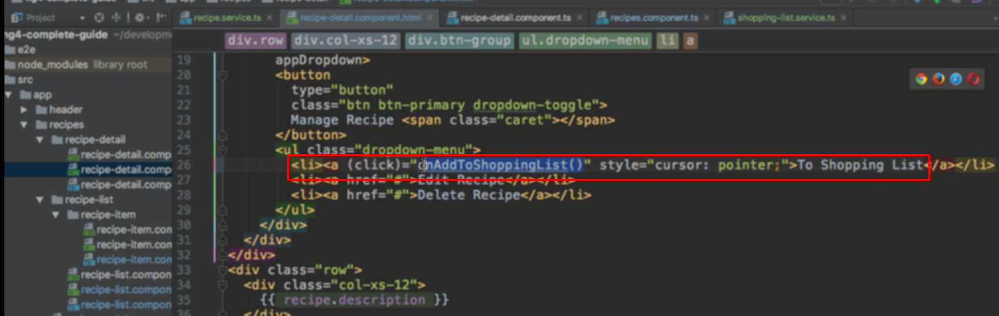 Project
recipe.service.ts
recipe-detail.component.html
recipe-detail.component.ts
recipes.component.ts
shopping-list.service.ts
ng4-complete-guide ~/developm
div.row div.col-xs-12 div.btn-group ul.dropdown-menu li a
e2e
node_modules library root
src
app
header
recipes
recipe-detail
recipe-detail.comp
recipe-detail.comp
recipe-detail.comp
recipe-list
recipe-item
recipe-item.con
recipe-item.con
recipe-item.con
recipe-list.compon
recipe-list.compon
recipe-list.compon
19 appDropdown>
20 <button
21 type="button"
22 class="btn btn-primary dropdown-toggle">
23 Manage Recipe <span class="caret"></span>
24 </button>
25 <ul class="dropdown-menu">
26 <li><a (click)="onAddToShoppingList()" style="cursor: pointer;">To Shopping List</a></li>
27 <li><a href="#">Edit Recipe</a></li>
28 <li><a href="#">Delete Recipe</a></li>
29 </ul>
30 </div>
31 </div>
32 </div>
33 <div class="row">
34 <div class="col-xs-12">
35 {{ recipe.description }}
36 </div>